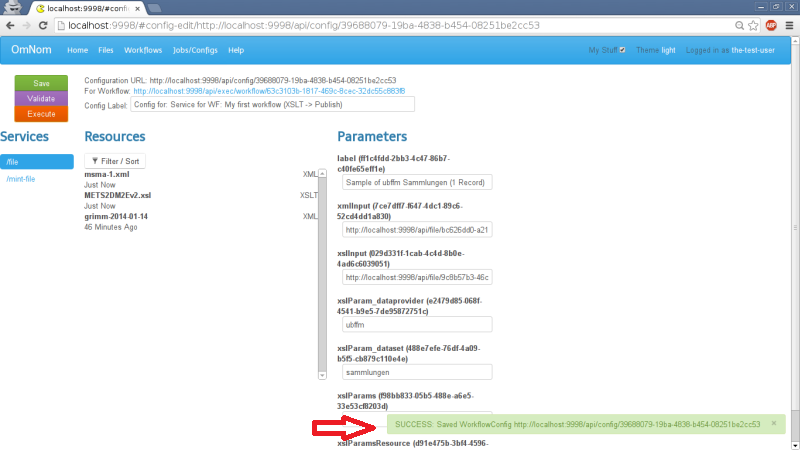 localhost:9998/#confi
localhost:9998/#config-edit/http://localhost:9998/api/config/39688079-19ba-4838-b454-08251be2cc53
ABP
OmNom Home Files Workflows Jobs/Configs Help My Stuff Theme light Logged in as the-test-user
Save
Validate
Execute
Configuration URL: http://localhost:9998/api/config/39688079-19ba-4838-b454-08251be2cc53
For Workflow: http://localhost:9998/api/exec/workflow/63c3103b-1817-469c-8cec-32dc55c883f8
Config Label: Config for: Service for WF: My first workflow (XSLT -> Publish)
Services
/file
/mint-file
Resources
Filter / Sort
msma-1.xml XML
Just Now
METS2DM2Ev2.xsl XSLT
Just Now
grimm-2014-01-14 XML
46 Minutes Ago
Parameters
label (ff1c4fdd-2bb3-4c47-86b7-
c40fe65eff1e)
Sample of ubffm Sammlungen (1 Record)
xmlInput (7ce7dff7-f647-4dc1-89c6-
52cd4dd1a830)
http://localhost:9998/api/file/bc626dd0-a21
xslInput (029d331f-1cab-4c4d-8b0e-
4ad6c6039051)
http://localhost:9998/api/file/9c8b57b3-46c
xslParam_dataprovider (e2479d85-068f-
4541-b9e5-7de95872751c)
ubffm
xslParam_dataset (488e7efe-76df-4a09-
b5f5-cb879c110e4e)
sammlungen
xslParams (f98bb833-05b5-488e-a6e5-
33e53cf8203d)
SUCCESS: Saved WorkflowConfig http://localhost:9998/api/config/39688079-19ba-4838-b454-08251be2cc53 ×
xslParamsResource (d91e475b-3bf4-4596-